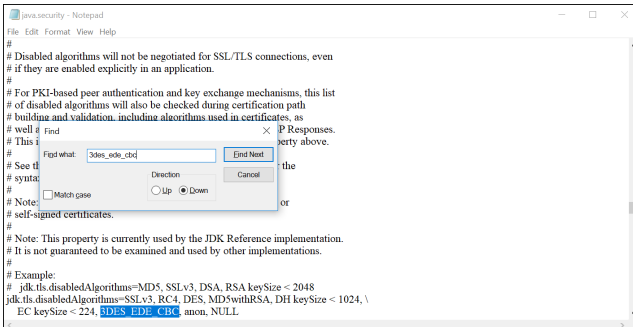 java.security - Notepad
File Edit Format View Help
#
# Disabled algorithms will not be negotiated for SSL/TLS connections, even
# if they are enabled explicitly in an application.
#
# For PKI-based peer authentication and key exchange mechanisms, this list
# of disabled algorithms will also be checked during certification path
# building and validation, including algorithms used in certificates, as
# well a
P Responses.
# This i
perty above.
#
# See th
the
# synta
#
# Note:
or
# self-signed certificates.
#
# Note: This property is currently used by the JDK Reference implementation.
# It is not guaranteed to be examined and used by other implementations.
#
# Example:
#   jdk.tls.disabledAlgorithms=MD5, SSLv3, DSA, RSA keySize < 2048
jdk.tls.disabledAlgorithms=SSLv3, RC4, DES, MD5withRSA, DH keySize < 1024, \
EC keySize < 224, 3DES_EDE_CBC, anon, NULL
Find
Find what: 3des_ede_cbc
Find Next
Direction
Cancel
Up Down
Match case